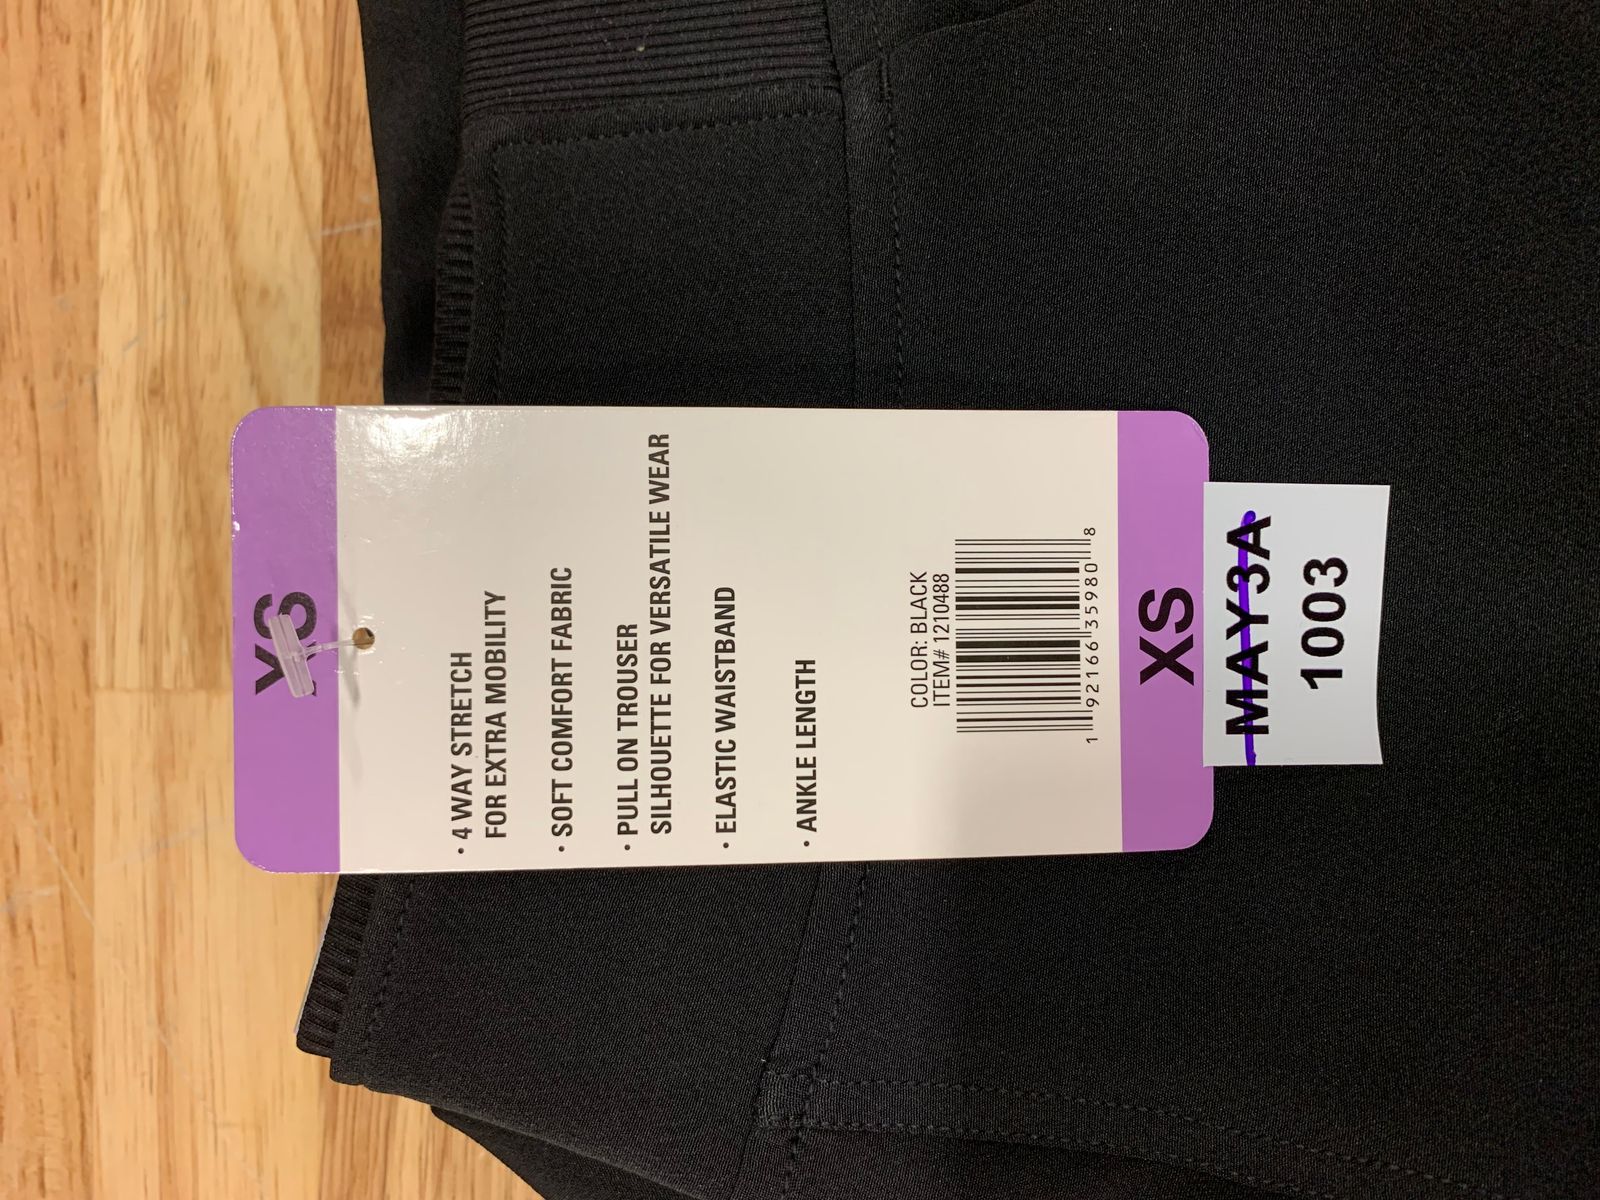 XS
• 4 WAY STRETCH
FOR EXTRA MOBILITY
• SOFT COMFORT FABRIC
• PULL ON TROUSER
SILHOUETTE FOR VERSATILE WEAR
• ELASTIC WAISTBAND
• ANKLE LENGTH
COLOR: BLACK
ITEM# 1210488
1 92166 35980 8
XS
MAY3A
1003